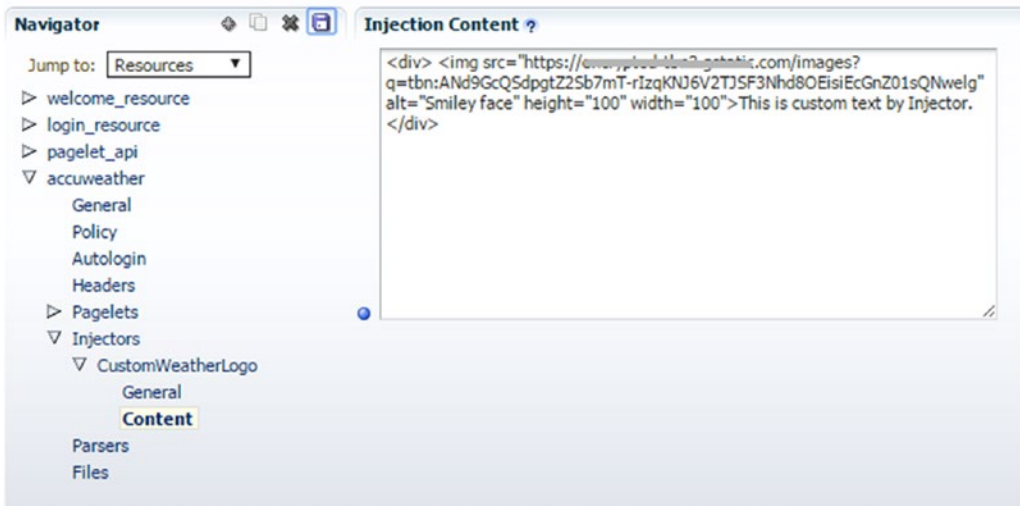 Navigator
Jump to: Resources
welcome_resource
login_resource
pagelet_api
accuweather
General
Policy
Autologin
Headers
Pagelets
Injectors
CustomWeatherLogo
General
Content
Parsers
Files
Injection Content ?
<div> <img src="https://.com/images?
q=tbn:ANd9GcQSdpgtZ2Sb7mT-rIzqKNJ6V2TJSF3Nhd8OEisiEcGnZ01sQNwelg"
alt="Smiley face" height="100" width="100">This is custom text by Injector.
</div>